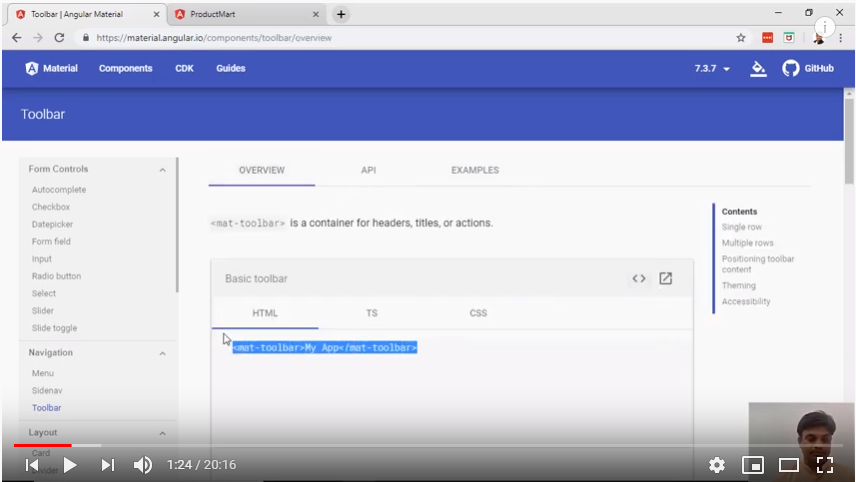 Toolbar | Angular Material
ProductMart
https://material.angular.io/components/toolbar/overview
Material Components CDK Guides 7.3.7 GitHub
Toolbar
Form Controls
Autocomplete
Checkbox
Datepicker
Form field
Input
Radio button
Select
Slider
Slide toggle
Navigation
Menu
Sidenav
Toolbar
Layout
Card
Divider
OVERVIEW API EXAMPLES
<mat-toolbar> is a container for headers, titles, or actions.
Basic toolbar
HTML TS CSS
<mat-toolbar>My App</mat-toolbar>
Contents
Single row
Multiple rows
Positioning toolbar
content
Theming
Accessibility
1:24 / 20:16